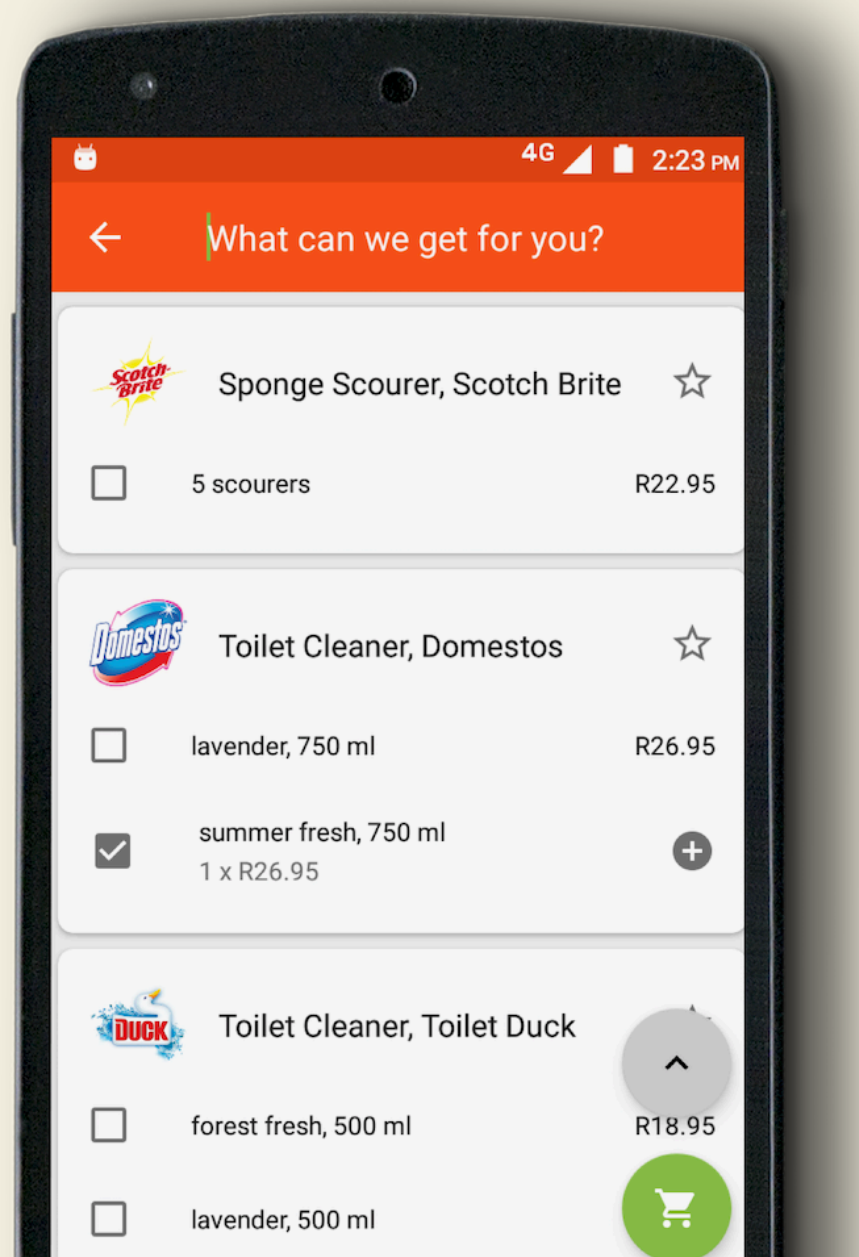 4G 2:23 PM
What can we get for you?
Scotch-
Brite
Sponge Scourer, Scotch Brite
5 scourers R22.95
Domestos
Toilet Cleaner, Domestos
lavender, 750 ml R26.95
summer fresh, 750 ml
1 x R26.95
DUCK
Toilet Cleaner, Toilet Duck
forest fresh, 500 ml R18.95
lavender, 500 ml